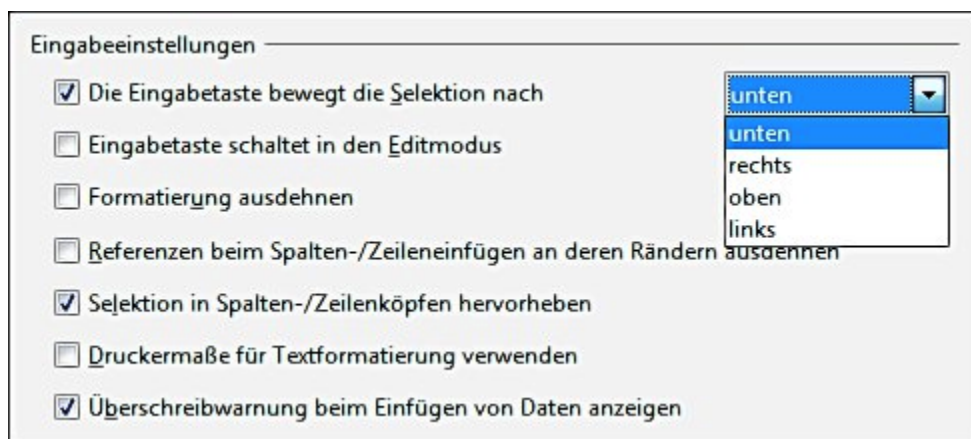 Eingabeeinstellungen
Die Eingabetaste bewegt die Selektion nach
unten
unten
rechts
oben
links
Eingabetaste schaltet in den Editmodus
Formatierung ausdehnen
Referenzen beim Spalten-/Zeileneinfügen an deren Rändern ausdehnen
Selektion in Spalten-/Zeilenköpfen hervorheben
Druckermaße für Textformatierung verwenden
Überschreibwarnung beim Einfügen von Daten anzeigen